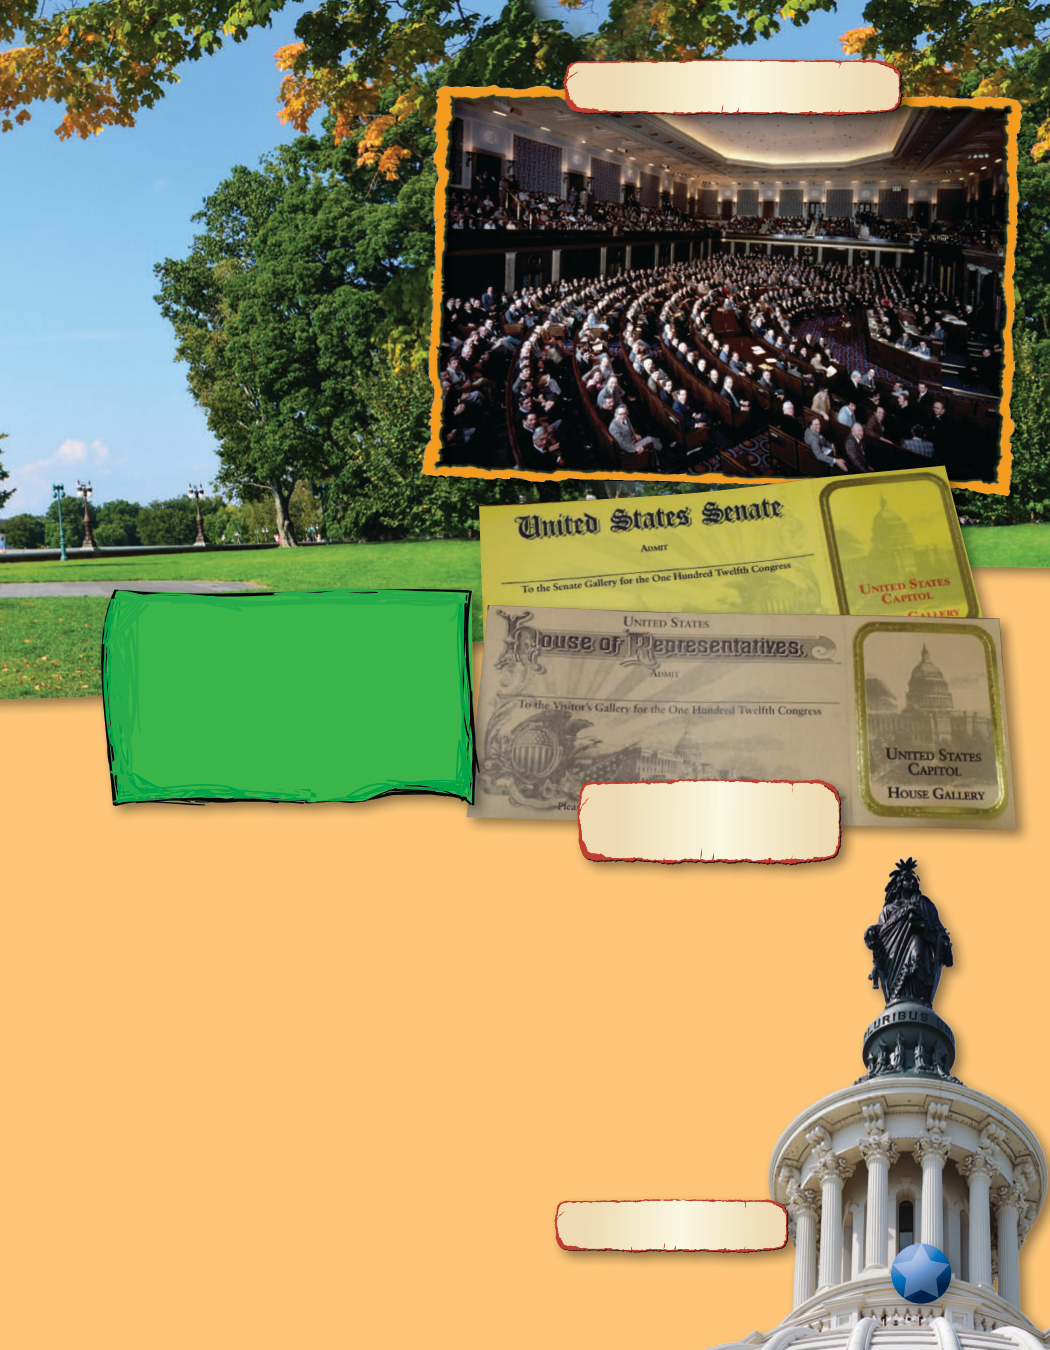 United States Senate
Admit
To the Senate Gallery for the One Hundred Twelfth Congress
United States
Capitol
Gallery
United States
House of Representatives.
Admit
To the Visitor's Gallery for the One Hundred Twelfth Congress
United States
Capitol
House Gallery
PLURIBUS